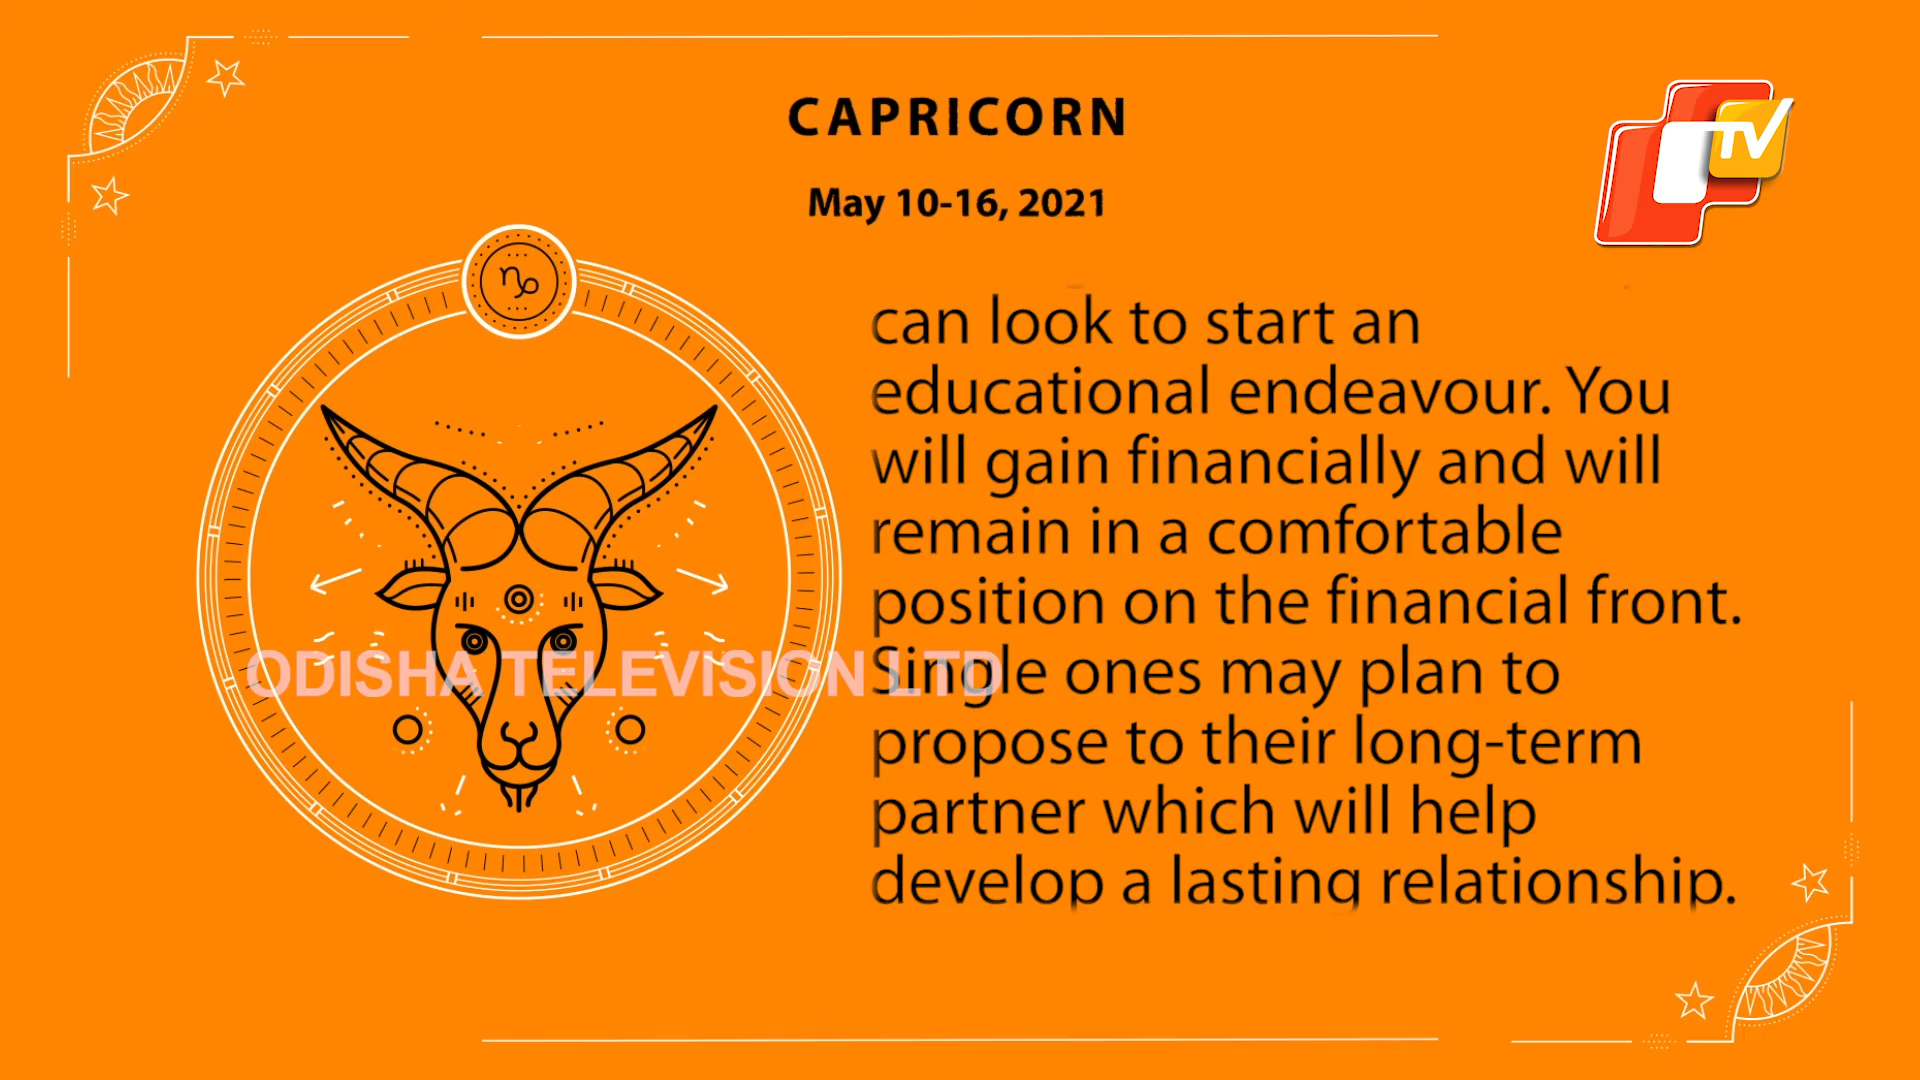 CAPRICORN
TV
May 10-16, 2021
can look to start an
educational endeavour. You
will gain financially and will
remain in a comfortable
position on the financial front.
Single ones may plan to
ODISHA TELEVISION LTD
propose to their long-term
partner which will help
develop a lasting relationship.